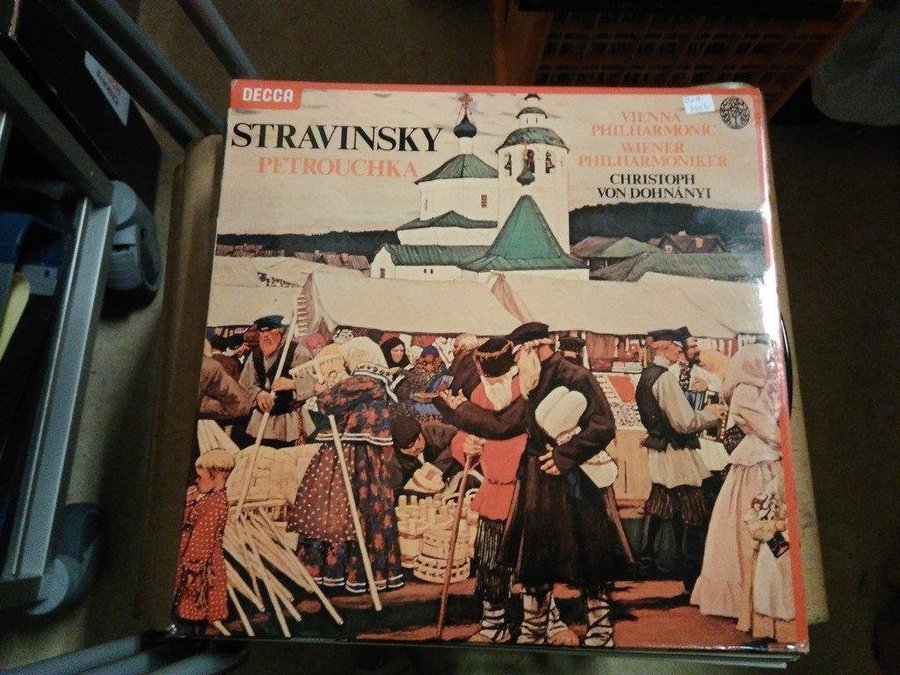 DECCA
STRAVINSKY
PETROUCHKA
VIENNA
PHILHARMONIC
WIENER
PHILHARMONIKER
CHRISTOPH
VON DOHNÁNYI